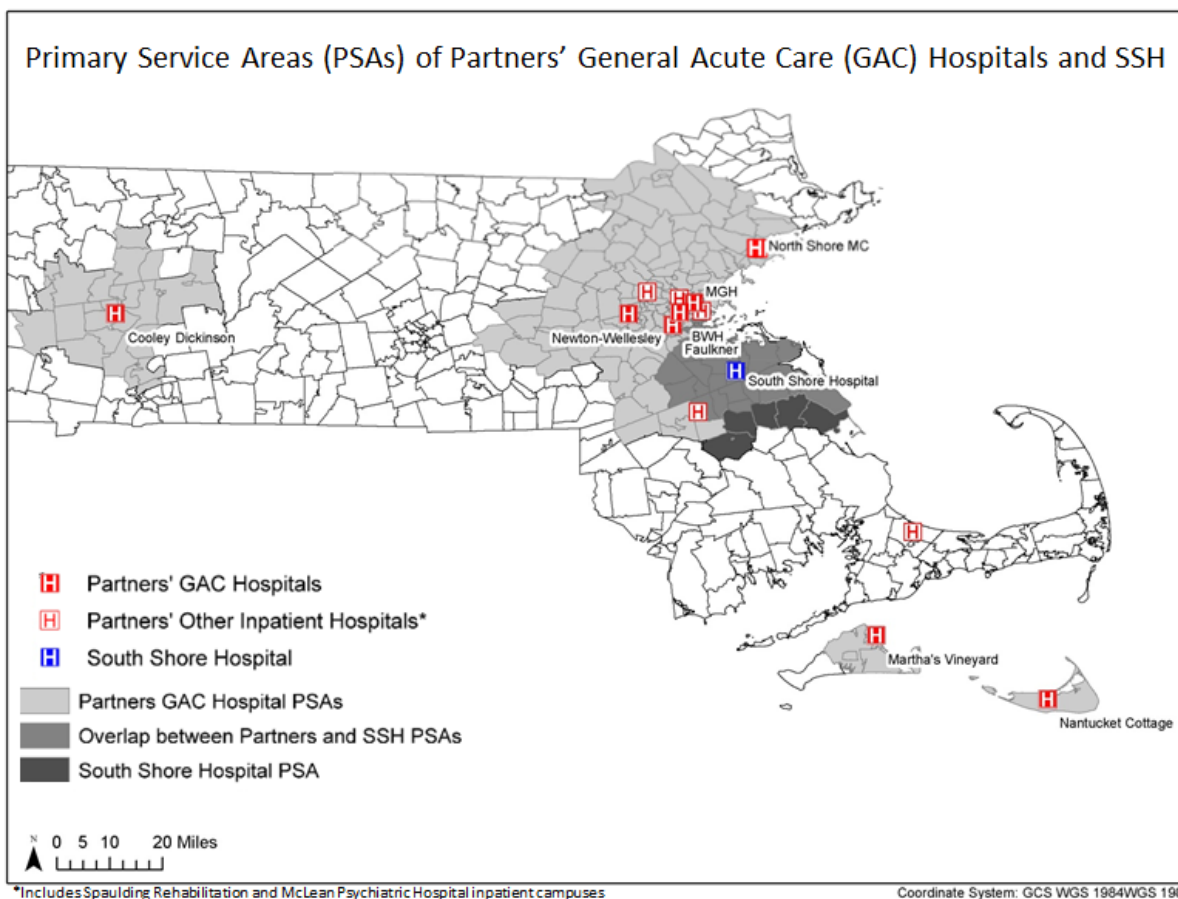 Primary Service Areas (PSAs) of Partners' General Acute Care (GAC) Hospitals and SSH
North Shore MC
MGH
Cooley Dickinson
Newton-Wellesley
BWH
Faulkner
South Shore Hospital
H Partners' GAC Hospitals
H Partners' Other Inpatient Hospitals*
H South Shore Hospital
Martha's Vineyard
Partners GAC Hospital PSAs
Nantucket Cottage
Overlap between Partners and SSH PSAs
South Shore Hospital PSA
N 0 5 10 20 Miles
*Includes Spaulding Rehabilitation and McLean Psychiatric Hospital inpatient campuses
Coordinate System: GCS WGS 1984WGS 198